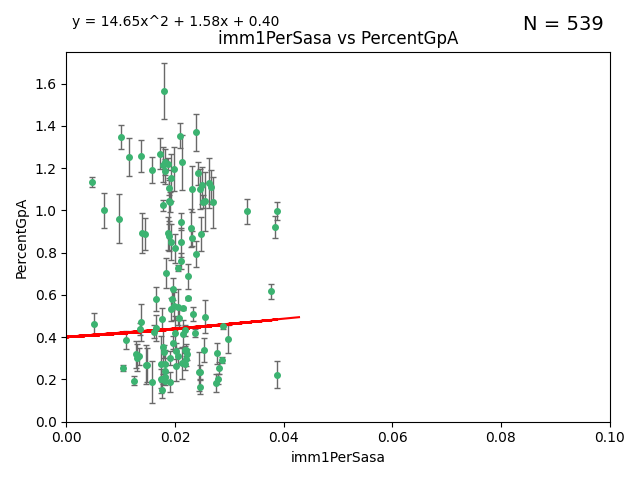 y = 14.65x^2 + 1.58x + 0.40
N = 539
imm1PerSasa vs PercentGpA
PercentGpA
1.6
1.4
1.2
1.0
0.8
0.6
0.4
0.2
0.0
0.00 0.02 0.04 0.06 0.08 0.10
imm1PerSasa